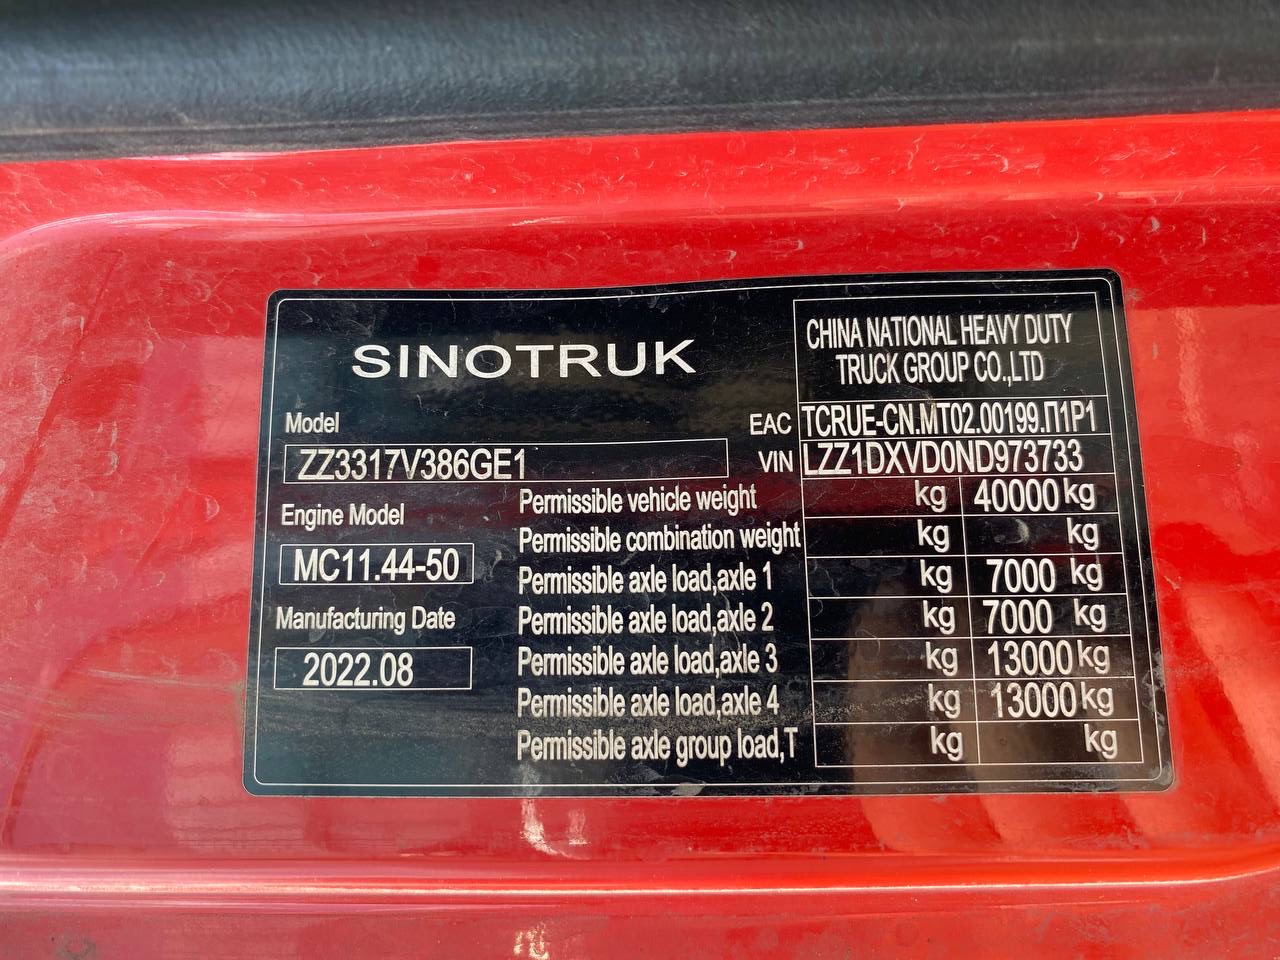 SINOTRUK
CHINA NATIONAL HEAVY DUTY
TRUCK GROUP CO.,LTD
Model
EAC TCRUE-CN.MT02.00199.П1Р1
ZZ3317V386GE1
VIN LZZ1DXVD0ND973733
Permissible vehicle weight kg 40000 kg
Engine Model
Permissible combination weight kg kg
MC11.44-50
Permissible axle load,axle 1 kg 7000 kg
Manufacturing Date
Permissible axle load,axle 2 kg 7000 kg
2022.08
Permissible axle load,axle 3 kg 13000 kg
Permissible axle load,axle 4 kg 13000 kg
Permissible axle group load,T kg kg